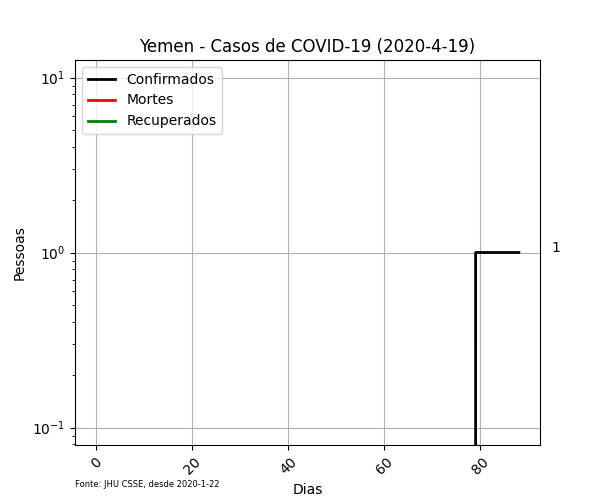 Yemen - Casos de COVID-19 (2020-4-19)
Confirmados
Mortes
Recuperados
Pessoas
10¹
10⁰
10⁻¹
1
0
20
40
60
80
Dias
Fonte: JHU CSSE, desde 2020-1-22